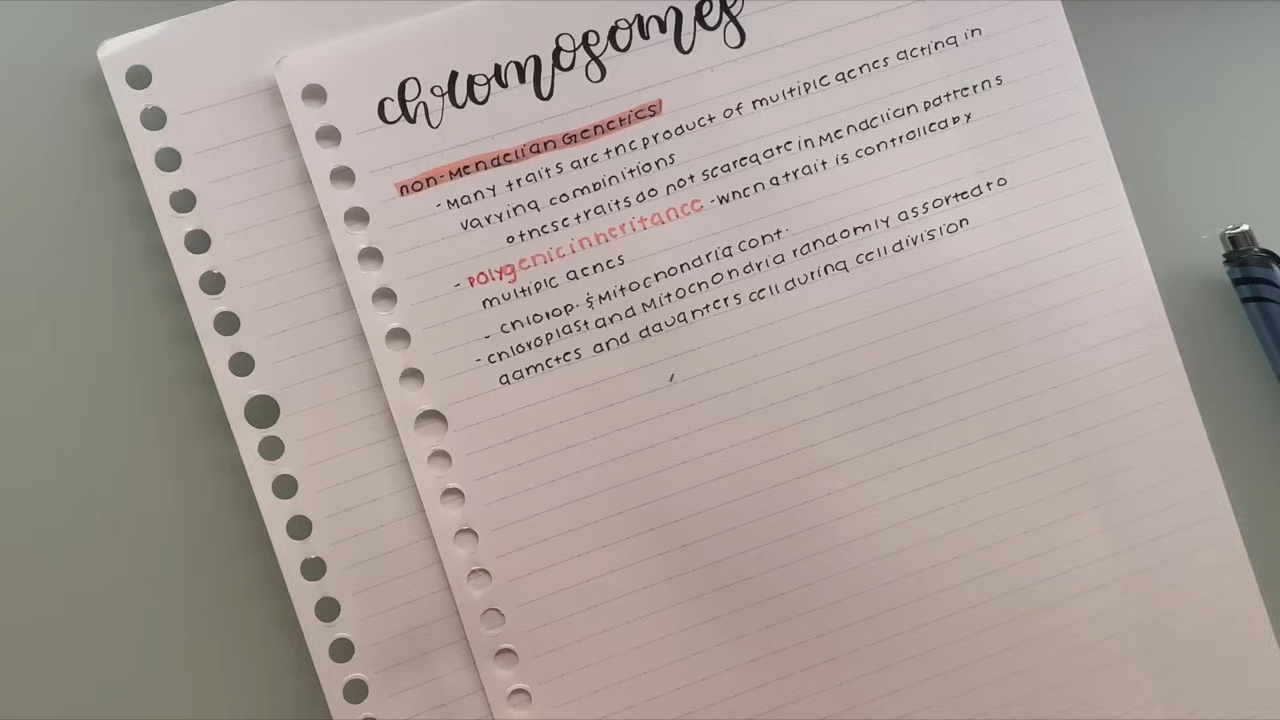 chromosomes
non-Mendelian Genetics
- Many traits are the product of multiple genes acting in
varying combinitions
• these traits do not segregate in Mendelian patterns
- polygenic inheritance - when a trait is controlled by
multiple genes
- chlorop. & Mitochondria cont.
- chloroplast and Mitochondria randomly assorted to
gametes and daughters cell during cell division